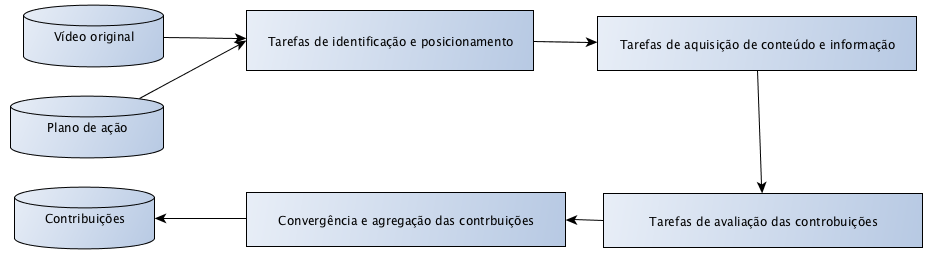 Vídeo original
Tarefas de identificação e posicionamento
Tarefas de aquisição de conteúdo e informação
Plano de ação
Contribuições
Convergência e agregação das contrbuições
Tarefas de avaliação das controbuições